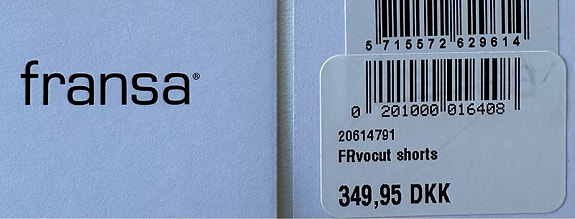 fransa®
5 715572 629614
0 201000 016408
20614791
FRvocut shorts
349,95 DKK